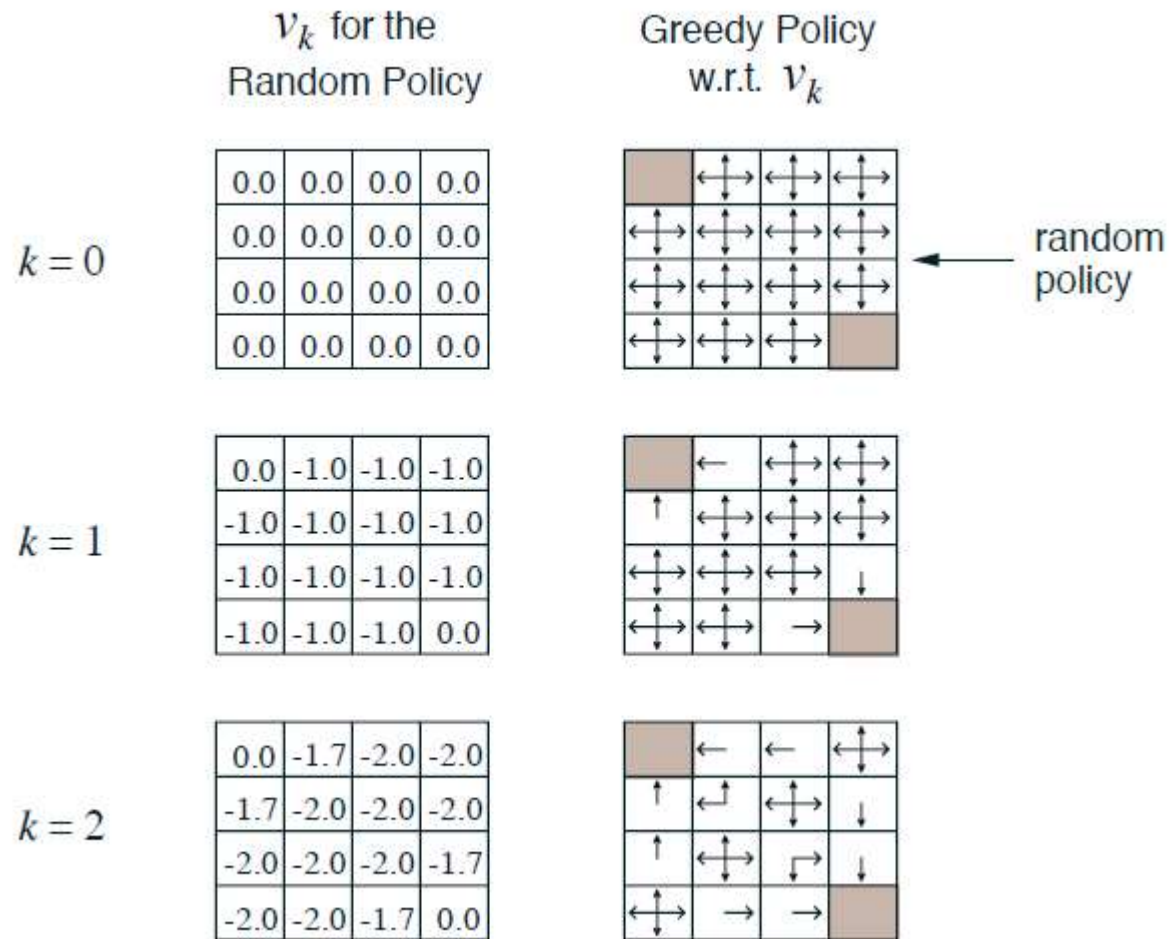 v_k for the
Random Policy
Greedy Policy
w.r.t. v_k
k = 0
0.0 0.0 0.0 0.0
0.0 0.0 0.0 0.0
0.0 0.0 0.0 0.0
0.0 0.0 0.0 0.0
random
policy
k = 1
0.0 -1.0 -1.0 -1.0
-1.0 -1.0 -1.0 -1.0
-1.0 -1.0 -1.0 -1.0
-1.0 -1.0 -1.0 0.0
k = 2
0.0 -1.7 -2.0 -2.0
-1.7 -2.0 -2.0 -2.0
-2.0 -2.0 -2.0 -1.7
-2.0 -2.0 -1.7 0.0